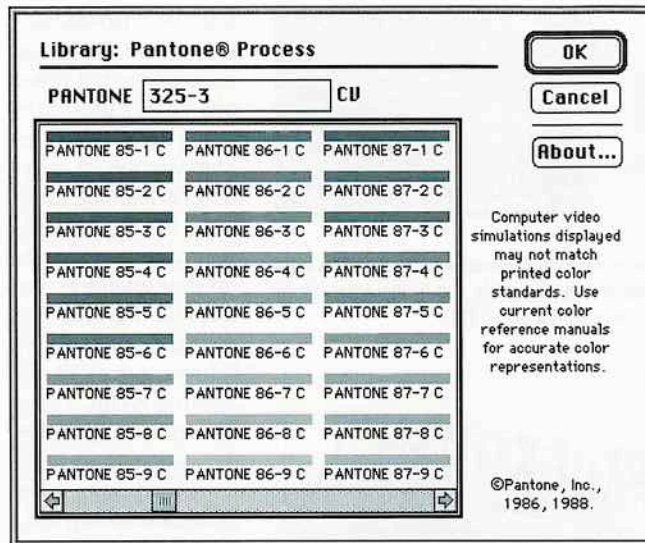 Library: Pantone® Process
OK
PANTONE 325-3 CV
Cancel
About...
PANTONE 85-1 C PANTONE 86-1 C PANTONE 87-1 C
PANTONE 85-2 C PANTONE 86-2 C PANTONE 87-2 C
PANTONE 85-3 C PANTONE 86-3 C PANTONE 87-3 C
PANTONE 85-4 C PANTONE 86-4 C PANTONE 87-4 C
PANTONE 85-5 C PANTONE 86-5 C PANTONE 87-5 C
PANTONE 85-6 C PANTONE 86-6 C PANTONE 87-6 C
PANTONE 85-7 C PANTONE 86-7 C PANTONE 87-7 C
PANTONE 85-8 C PANTONE 86-8 C PANTONE 87-8 C
PANTONE 85-9 C PANTONE 86-9 C PANTONE 87-9 C
Computer video
simulations displayed
may not match
printed color
standards. Use
current color
reference manuals
for accurate color
representations.
©Pantone, Inc.,
1986, 1988.